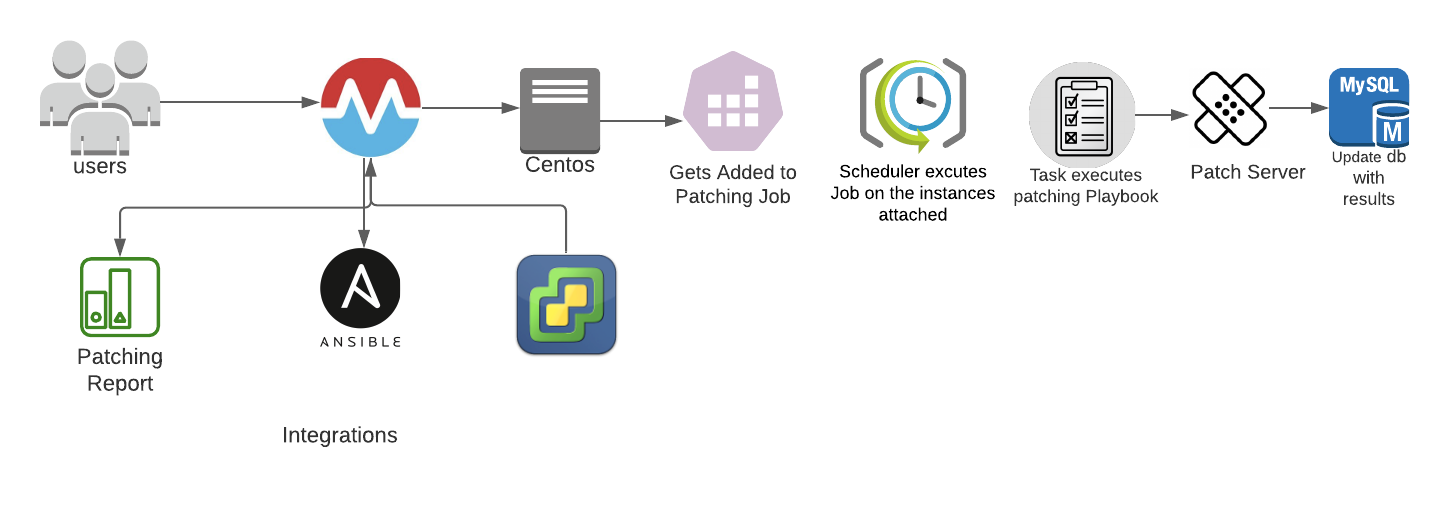 users
Centos
Gets Added to
Patching Job
Scheduler excutes
Job on the instances
attached
Task executes
patching Playbook
Patch Server
MySQL
M
Update db
with
results
ANSIBLE
Patching
Report
Integrations